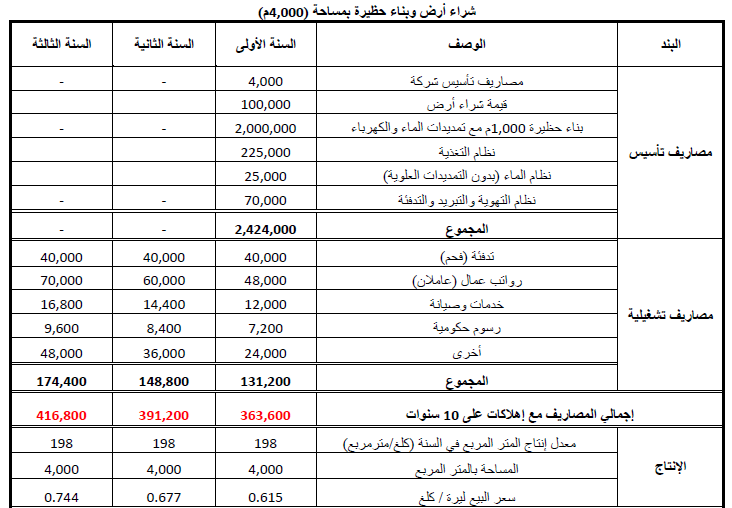 شراء أرض وبناء حظيرة بمساحة (4,000م)
البند الوصف السنة الأولى السنة الثانية السنة الثالثة
مصاريف تأسيس
مصاريف تأسيس شركة 4,000 - -
قيمة شراء أرض 100,000
بناء حظيرة 1,000م مع تمديدات الماء والكهرباء 2,000,000 - -
نظام التغذية 225,000
نظام الماء (بدون التمديدات العلوية) 25,000
نظام التهوية والتبريد والتدفئة 70,000
المجموع 2,424,000 - -
مصاريف تشغيلية
تدفئة (فحم) 40,000 40,000 40,000
رواتب عمال (عاملان) 48,000 60,000 70,000
خدمات وصيانة 12,000 14,400 16,800
رسوم حكومية 7,200 8,400 9,600
أخرى 24,000 36,000 48,000
المجموع 131,200 148,800 174,400
إجمالي المصاريف مع إهلاكات على 10 سنوات 363,600 391,200 416,800
الإنتاج
معدل إنتاج المتر المربع في السنة (كلغ/مترمربع) 198 198 198
المساحة بالمتر المربع 4,000 4,000 4,000
سعر البيع ليرة / كلغ 0.615 0.677 0.744